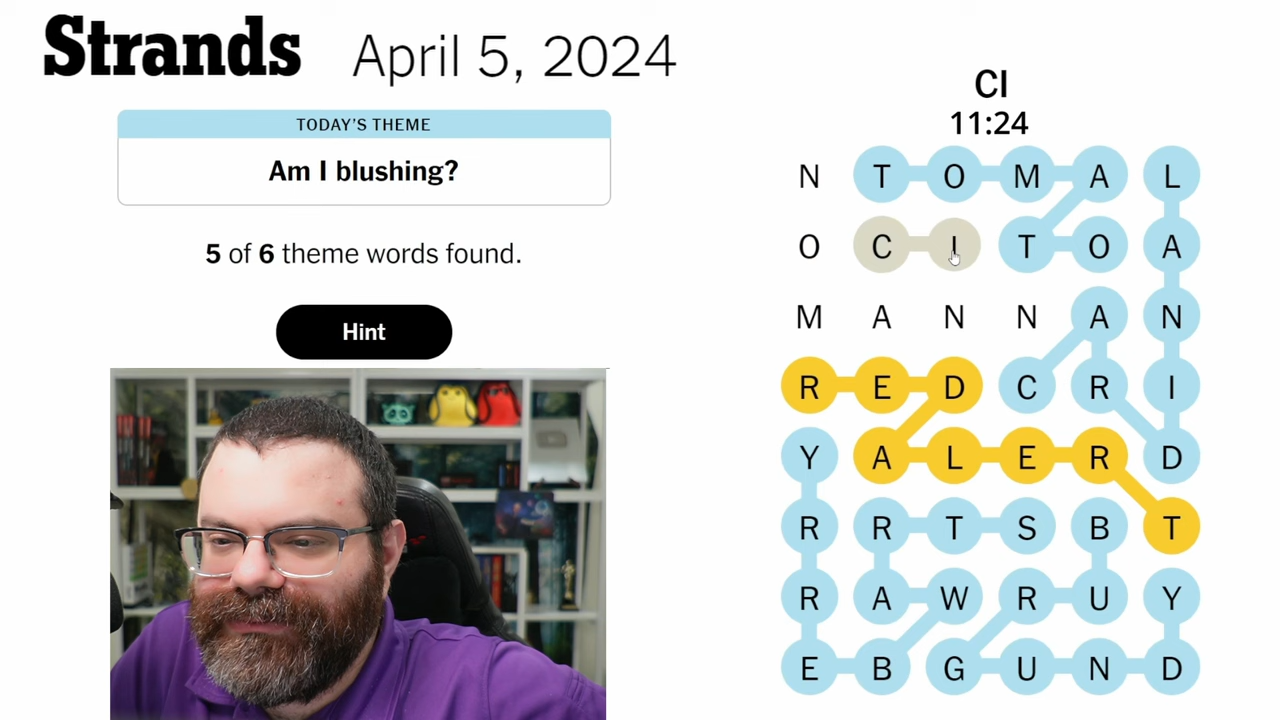 Strands April 5, 2024
TODAY'S THEME
Am I blushing?
5 of 6 theme words found.
Hint
CI
11:24
N T O M A L
O C I T O A
M A N N A N
R E D C R I
Y A L E R D
R R T S B T
R A W R U Y
E B G U N D